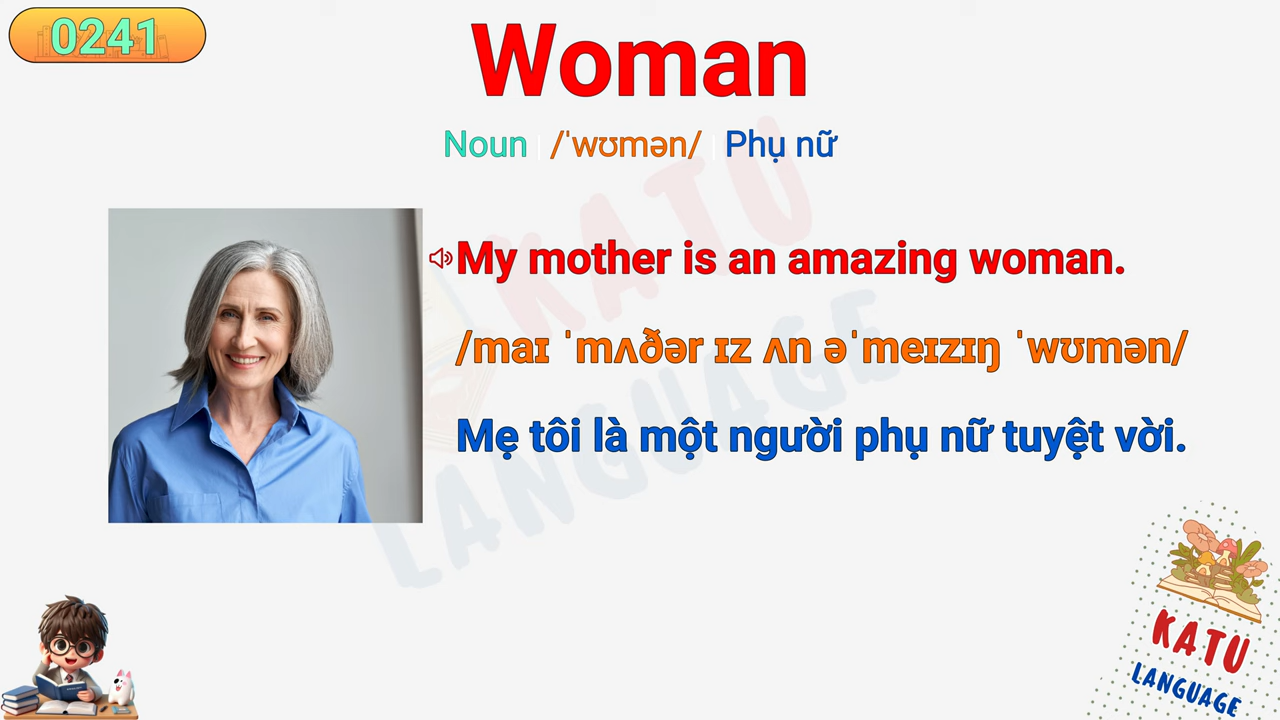 0241
Woman
Noun | /ˈwʊmən/ | Phụ nữ
My mother is an amazing woman.
/maɪ ˈmʌðər ɪz ʌn əˈmeɪzɪŋ ˈwʊmən/
Mẹ tôi là một người phụ nữ tuyệt vời.
KATU
LANGUAGE
KATU
LANGUAGE